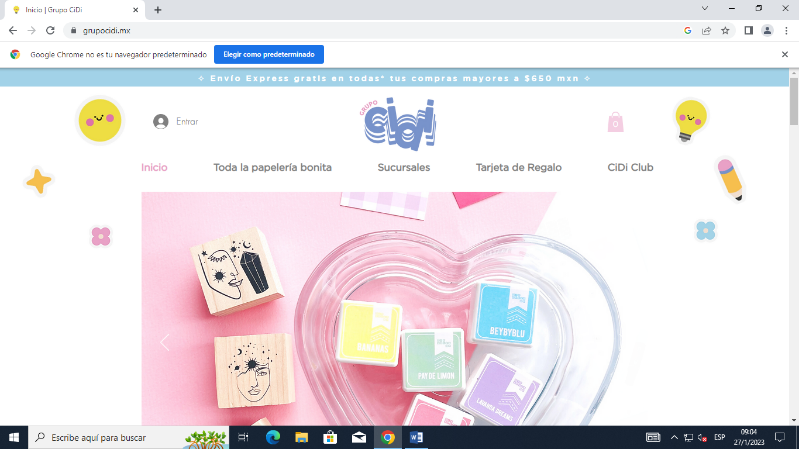 Inicio | Grupo CiDi
grupocidi.mx
Google Chrome no es tu navegador predeterminado
Elegir como predeterminado
✧ Envío Express gratis en todas* tus compras mayores a $650 mxn ✧
Entrar
GRUPO
cidi
0
Inicio
Toda la papelería bonita
Sucursales
Tarjeta de Regalo
CiDi Club
BEYBYBLU
PAY DE LIMON
LAVANDA DREAMS
Escribe aquí para buscar
ESP
09:04
27/1/2023